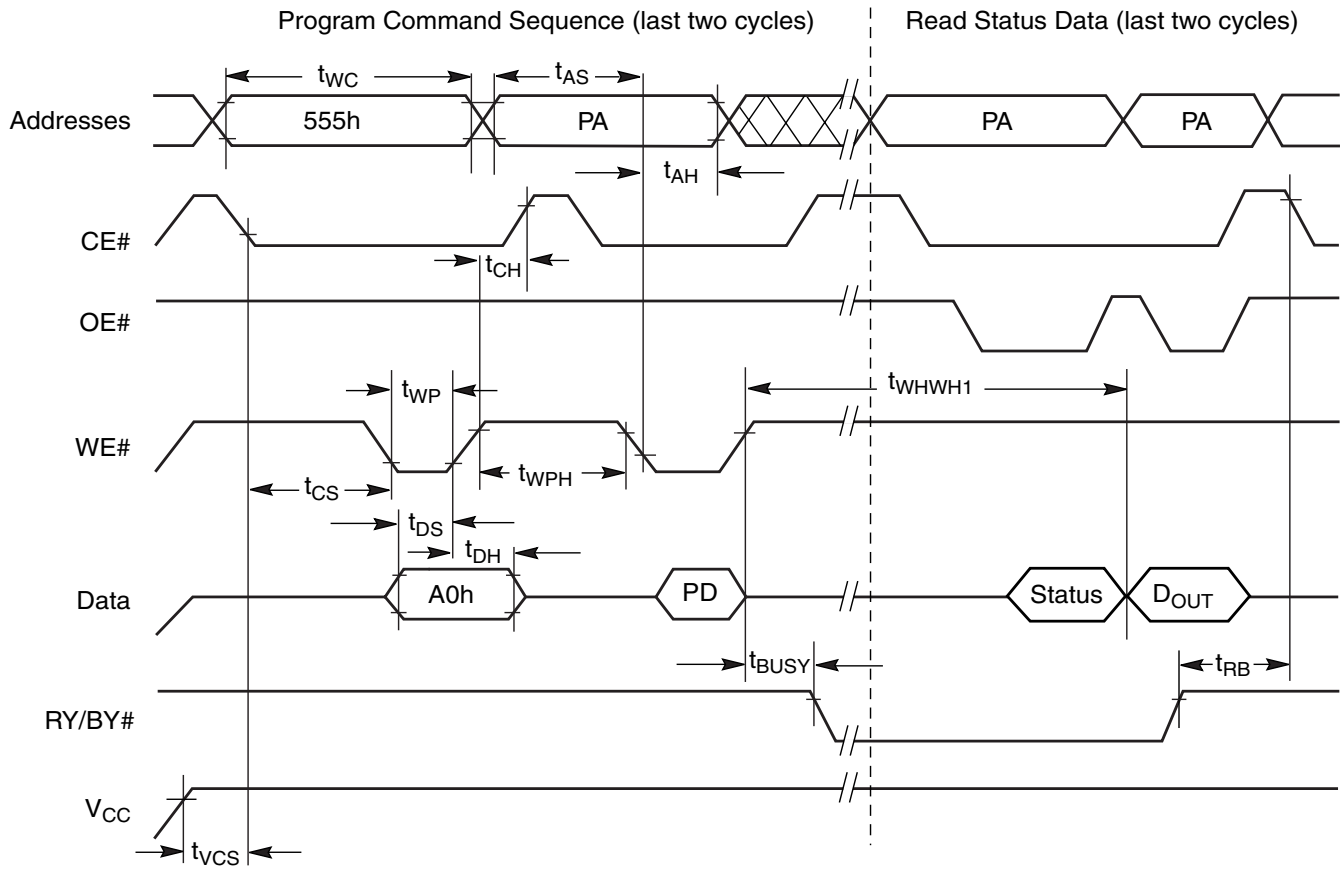 Program Command Sequence (last two cycles)
Read Status Data (last two cycles)
tWC
tAS
Addresses
555h
PA
PA
PA
tAH
CE#
tCH
OE#
tWP
tWHWH1
WE#
tCS
tWPH
tDS
tDH
Data
A0h
PD
Status
DOUT
tBUSY
tRB
RY/BY#
VCC
tVCS